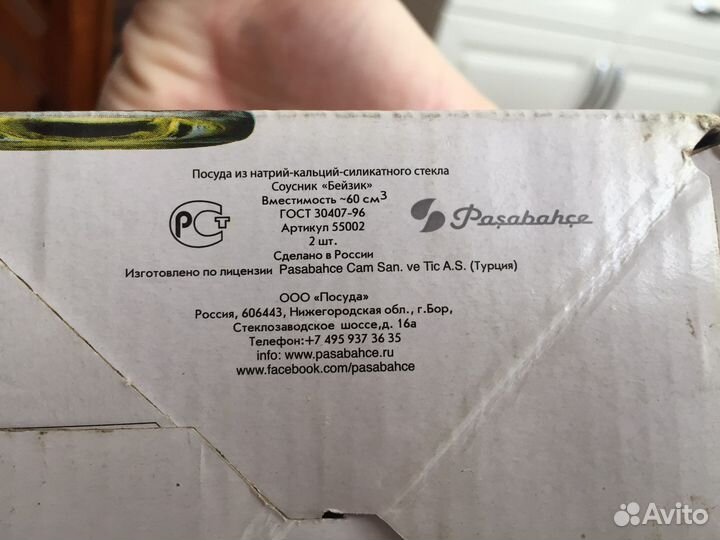 Посуда из натрий-кальций-силикатного стекла
Соусник «Бейзик»
Вместимость ~60 см³
ГОСТ 30407-96
Артикул 55002
2 шт.
Сделано в России
Изготовлено по лицензии Pasabahce Cam San. ve Tic A.S. (Турция)
РСТ
Paşabahçe
ООО «Посуда»
Россия, 606443, Нижегородская обл., г.Бор,
Стеклозаводское шоссе,д. 16а
Телефон:+7 495 937 36 35
info: www.pasabahce.ru
www.facebook.com/pasabahce
Avito